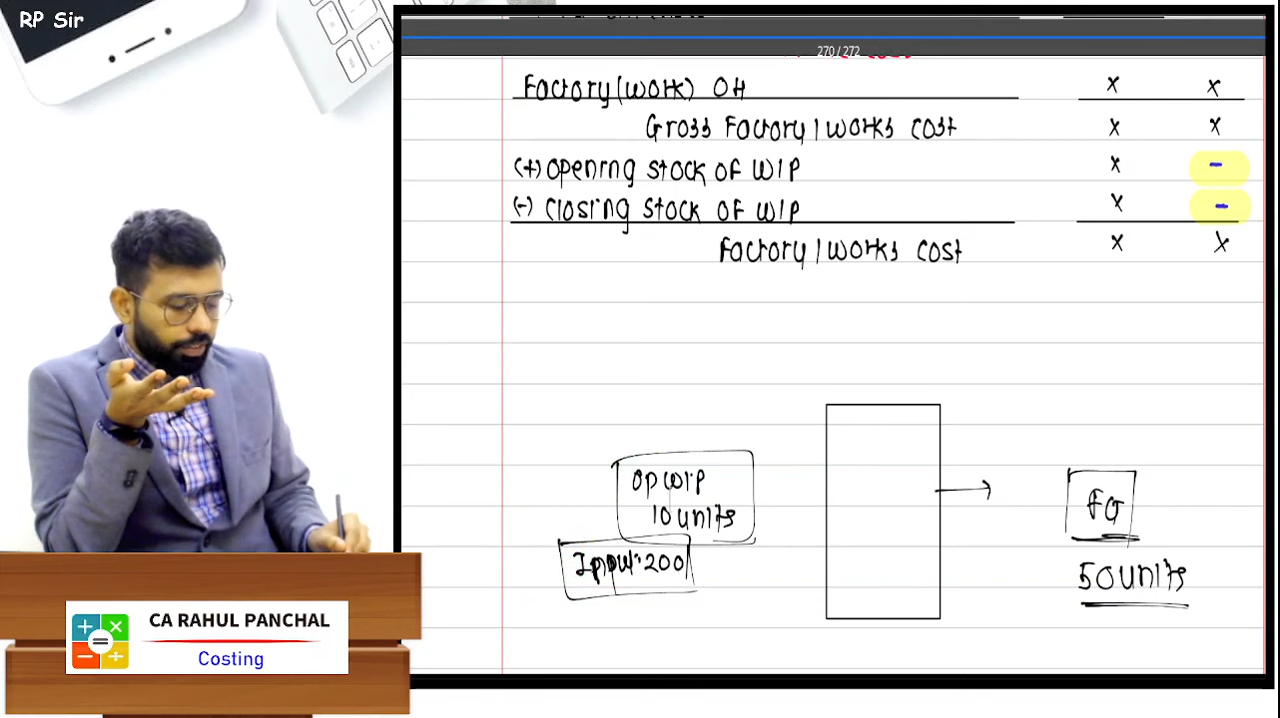 RP Sir
270 / 272
Factory (work) OH x x
Gross Factory / works cost x x
(+) opening stock of WIP x -
(-) closing stock of WIP x -
Factory / works cost x x
OP WIP
10 units
Input: 200
FG
50 units
CA RAHUL PANCHAL
Costing